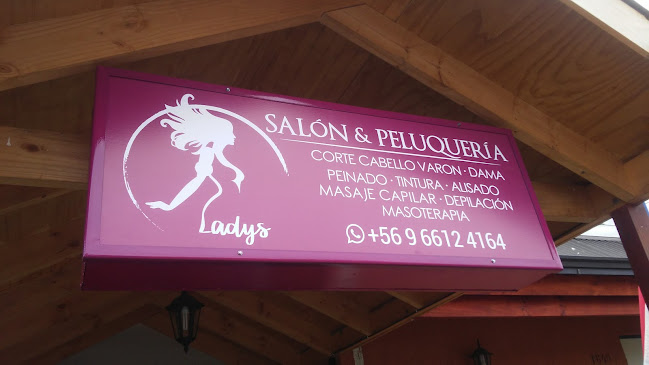 SALÓN & PELUQUERÍA
CORTE CABELLO VARON · DAMA
PEINADO · TINTURA · ALISADO
MASAJE CAPILAR · DEPILACIÓN
MASOTERAPIA
+56 9 6612 4164
Ladys